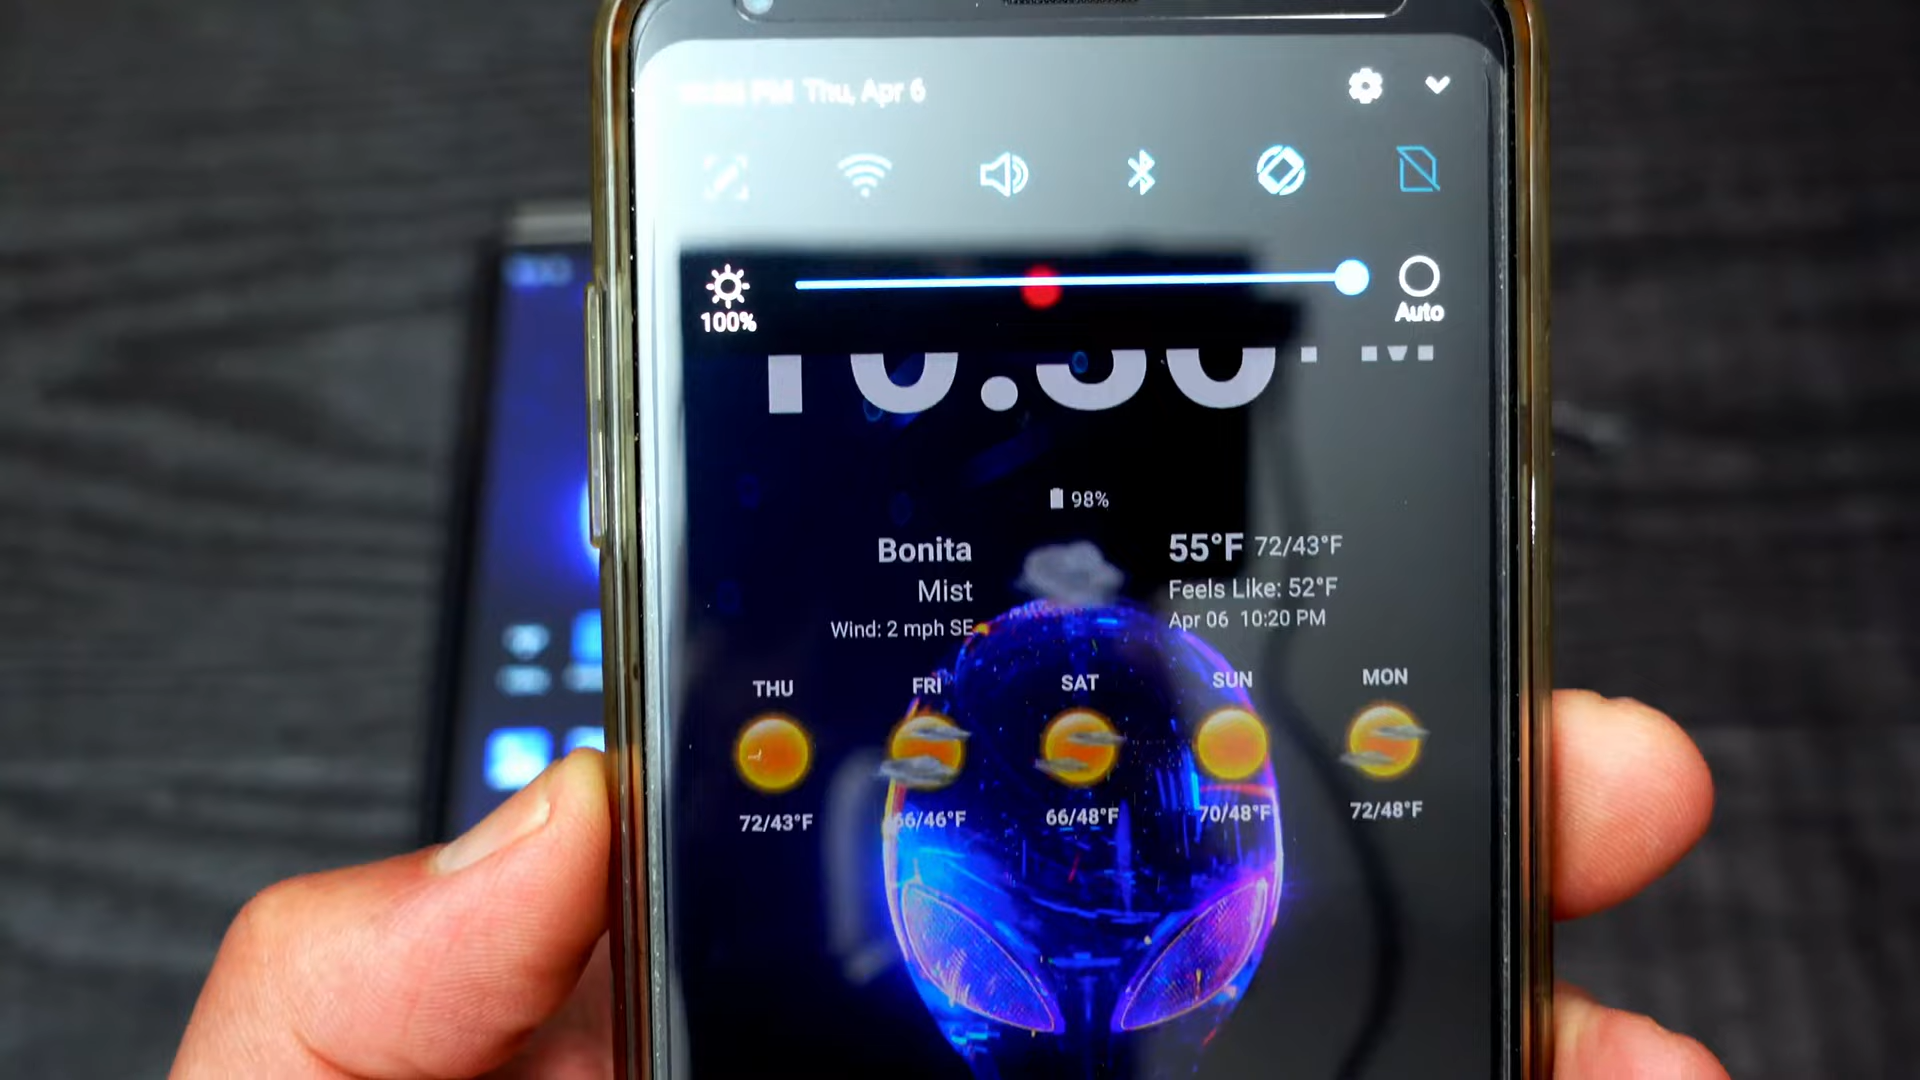 PM Thu, Apr 6
100%
Auto
98%
Bonita
55°F 72/43°F
Mist
Feels Like: 52°F
Wind: 2 mph SE
Apr 06 10:20 PM
THU FRI SAT SUN MON
72/43°F 66/46°F 66/48°F 70/48°F 72/48°F